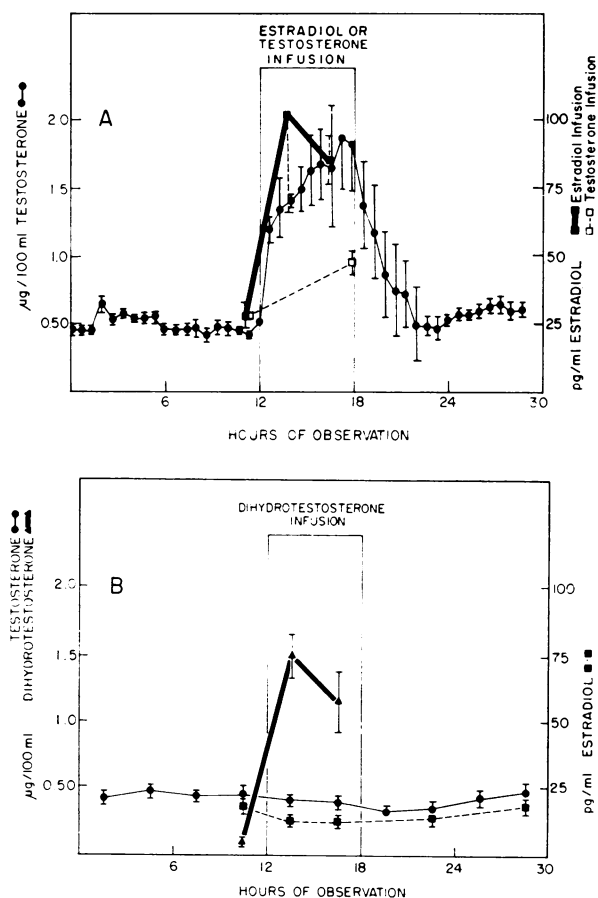 ESTRADIOL OR
TESTOSTERONE
INFUSION
A
µg/100 ml TESTOSTERONE
2.0
1.5
1.0
0.50
100
75
50
25
pg/ml ESTRADIOL
Estradiol Infusion
Testosterone Infusion
6
12
18
24
30
HOURS OF OBSERVATION
DIHYDROTESTOSTERONE
INFUSION
B
TESTOSTERONE
DIHYDROTESTOSTERONE
µg/100 ml
2.0
1.5
1.0
0.50
100
75
50
25
pg/ml ESTRADIOL
6
12
18
24
30
HOURS OF OBSERVATION